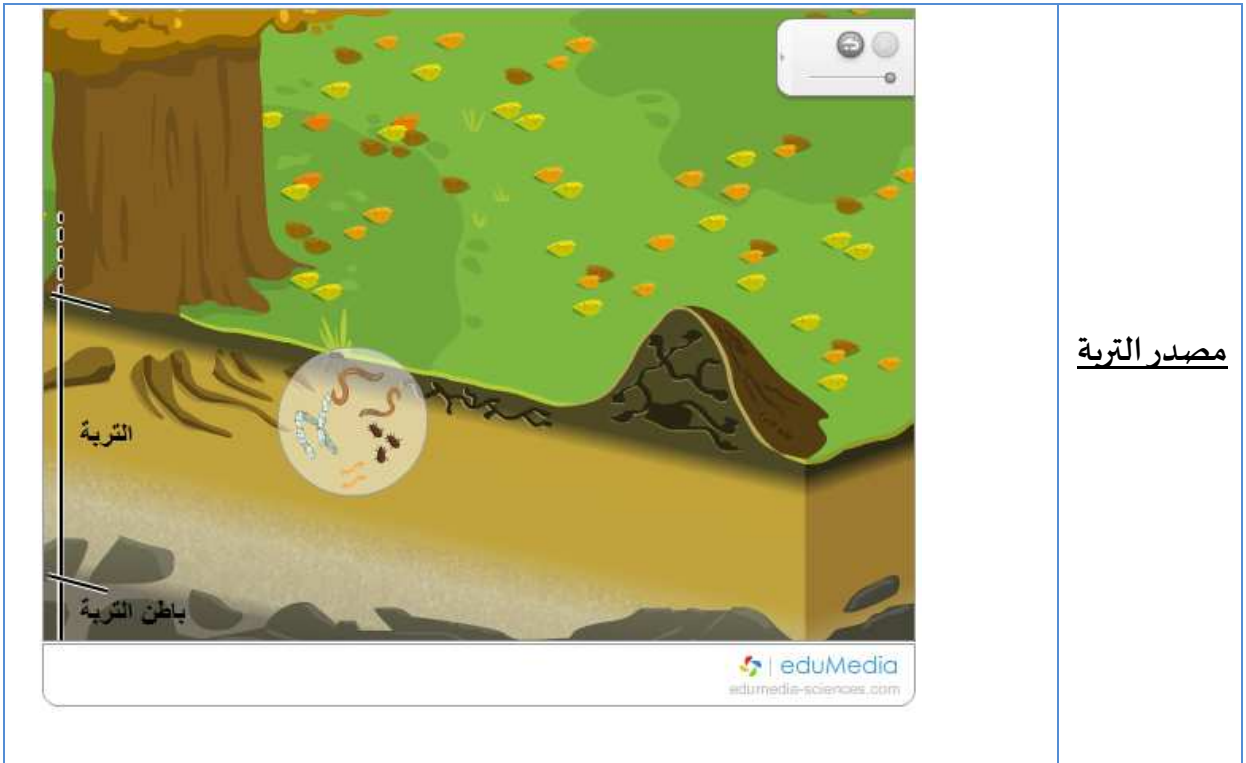 مصدر التربة
التربة
باطن التربة
eduMedia
edumedia-sciences.com